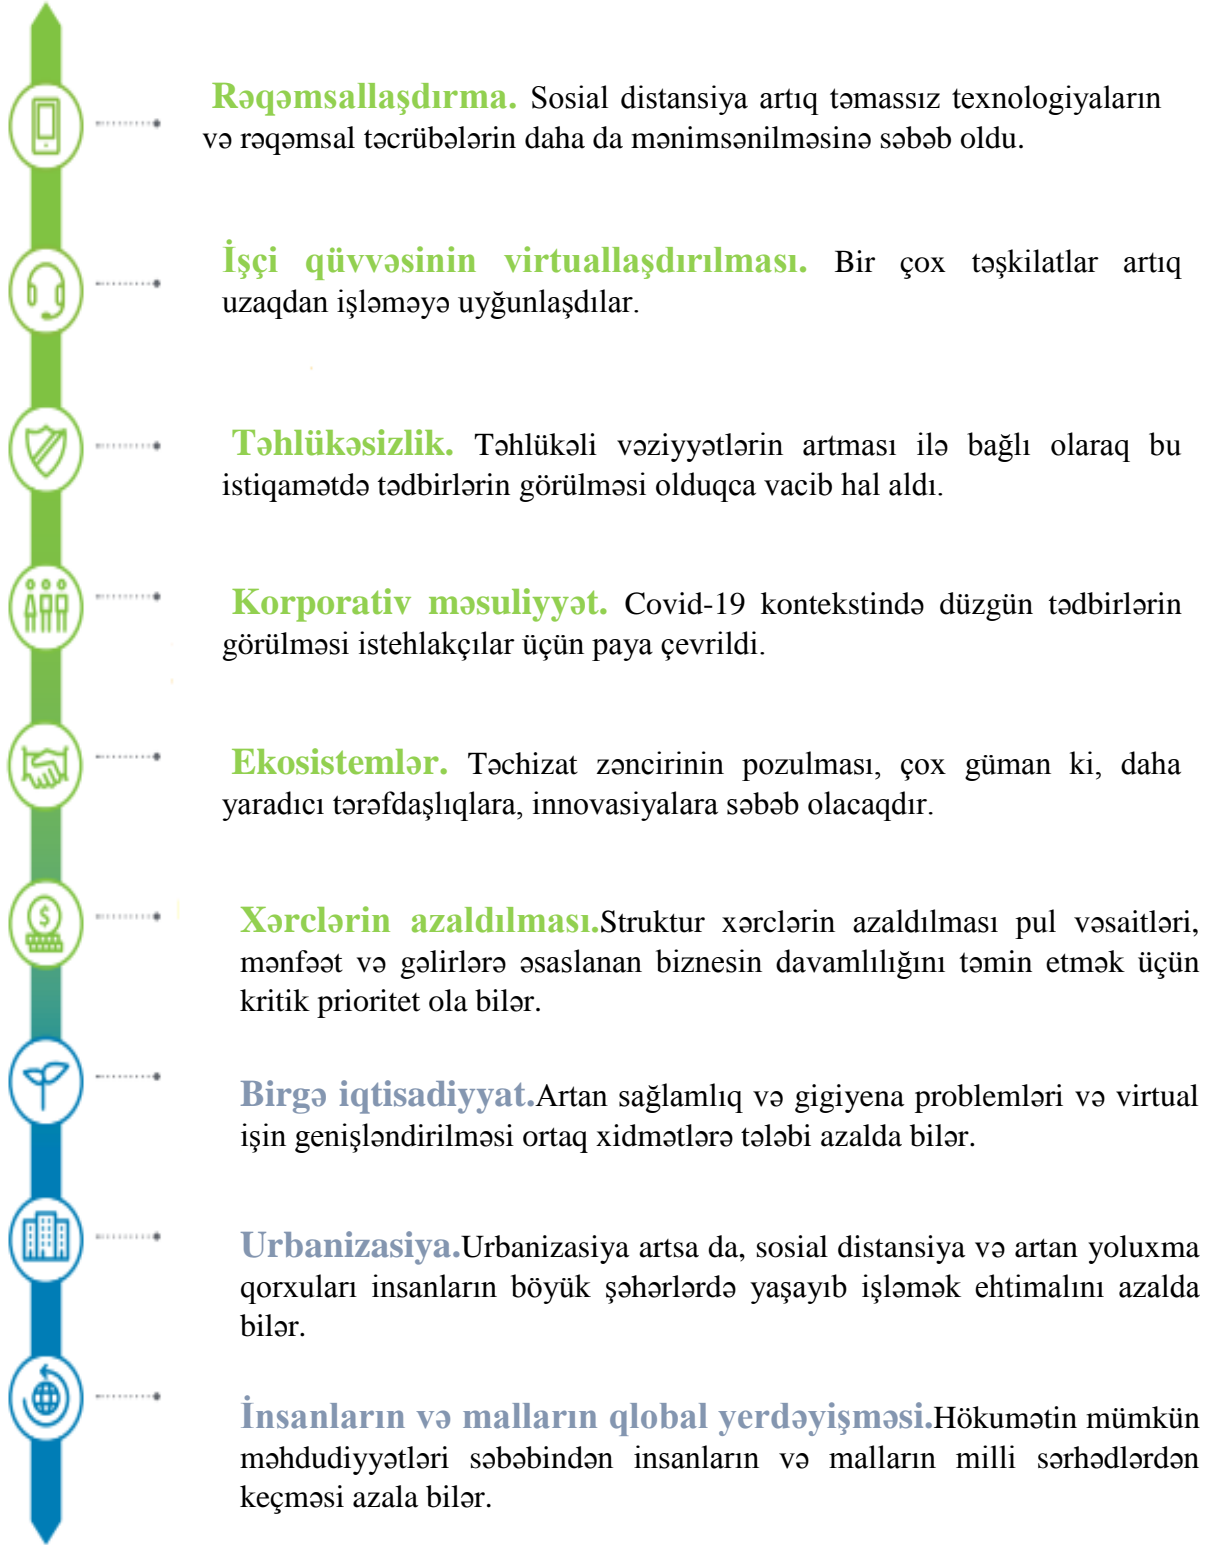 Rəqəmsallaşdırma. Sosial distansiya artıq təmassız texnologiyaların
və rəqəmsal təcrübələrin daha da mənimsənilməsinə səbəb oldu.
İşçi qüvvəsinin virtuallaşdırılması. Bir çox təşkilatlar artıq
uzaqdan işləməyə uyğunlaşdılar.
Təhlükəsizlik. Təhlükəli vəziyyətlərin artması ilə bağlı olaraq bu
istiqamətdə tədbirlərin görülməsi olduqca vacib hal aldı.
Korporativ məsuliyyət. Covid-19 kontekstində düzgün tədbirlərin
görülməsi istehlakçılar üçün paya çevrildi.
Ekosistemlər. Təchizat zəncirinin pozulması, çox güman ki, daha
yaradıcı tərəfdaşlıqlara, innovasiyalara səbəb olacaqdır.
Xərclərin azaldılması.Struktur xərclərin azaldılması pul vəsaitləri,
mənfəət və gəlirlərə əsaslanan biznesin davamlılığını təmin etmək üçün
kritik prioritet ola bilər.
Birgə iqtisadiyyat.Artan sağlamlıq və gigiyena problemləri və virtual
işin genişləndirilməsi ortaq xidmətlərə tələbi azalda bilər.
Urbanizasiya.Urbanizasiya artsa da, sosial distansiya və artan yoluxma
qorxuları insanların böyük şəhərlərdə yaşayıb işləmək ehtimalını azalda
bilər.
İnsanların və malların qlobal yerdəyişməsi.Hökumətin mümkün
məhdudiyyətləri səbəbindən insanların və malların milli sərhədlərdən
keçməsi azala bilər.